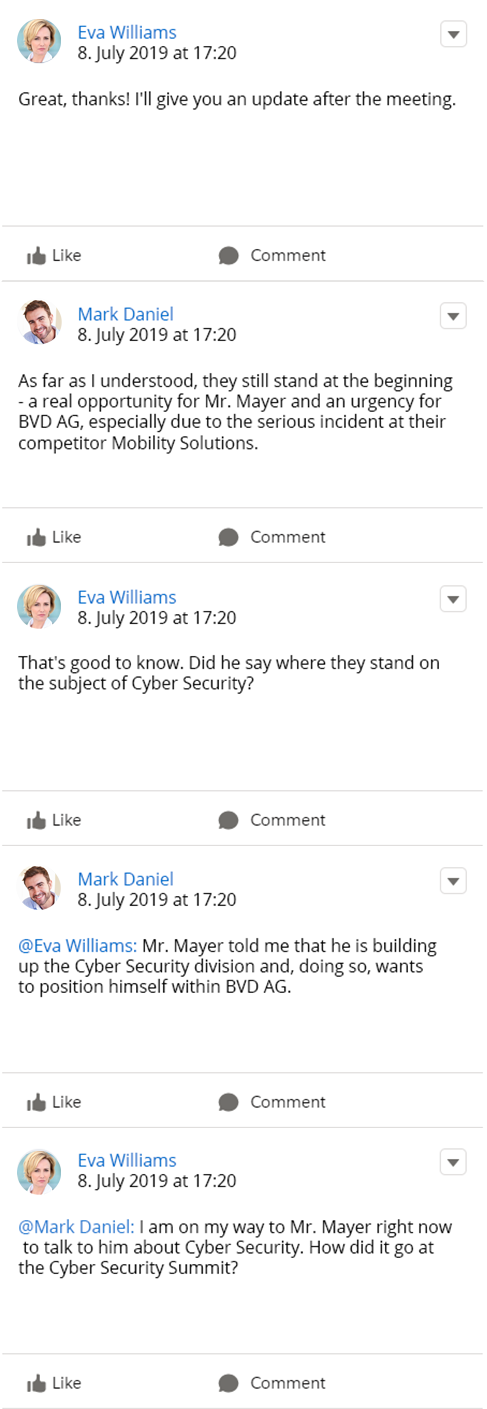 Eva Williams
8. July 2019 at 17:20
Great, thanks! I'll give you an update after the meeting.
Like
Comment
Mark Daniel
8. July 2019 at 17:20
As far as I understood, they still stand at the beginning
- a real opportunity for Mr. Mayer and an urgency for
BVD AG, especially due to the serious incident at their
competitor Mobility Solutions.
Like
Comment
Eva Williams
8. July 2019 at 17:20
That's good to know. Did he say where they stand on
the subject of Cyber Security?
Like
Comment
Mark Daniel
8. July 2019 at 17:20
@Eva Williams: Mr. Mayer told me that he is building
up the Cyber Security division and, doing so, wants
to position himself within BVD AG.
Like
Comment
Eva Williams
8. July 2019 at 17:20
@Mark Daniel: I am on my way to Mr. Mayer right now
to talk to him about Cyber Security. How did it go at
the Cyber Security Summit?
Like
Comment